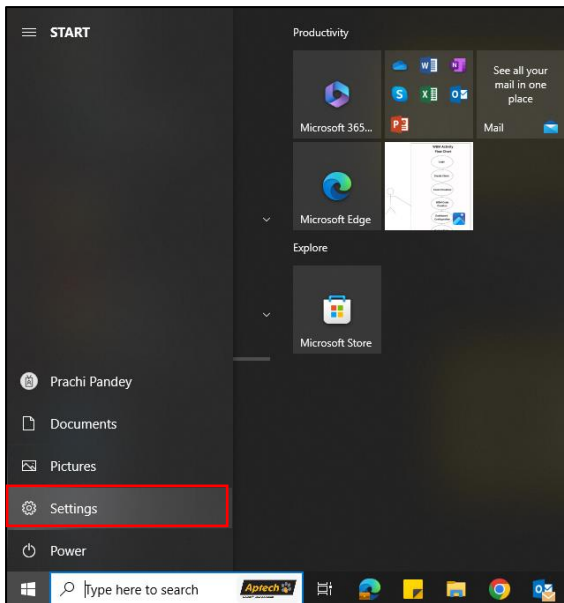 START
Prachi Pandey
Documents
Pictures
Settings
Power
Productivity
Microsoft 365...
See all your
mail in one
place
Mail
Microsoft Edge
Explore
Microsoft Store
Type here to search
Aptech